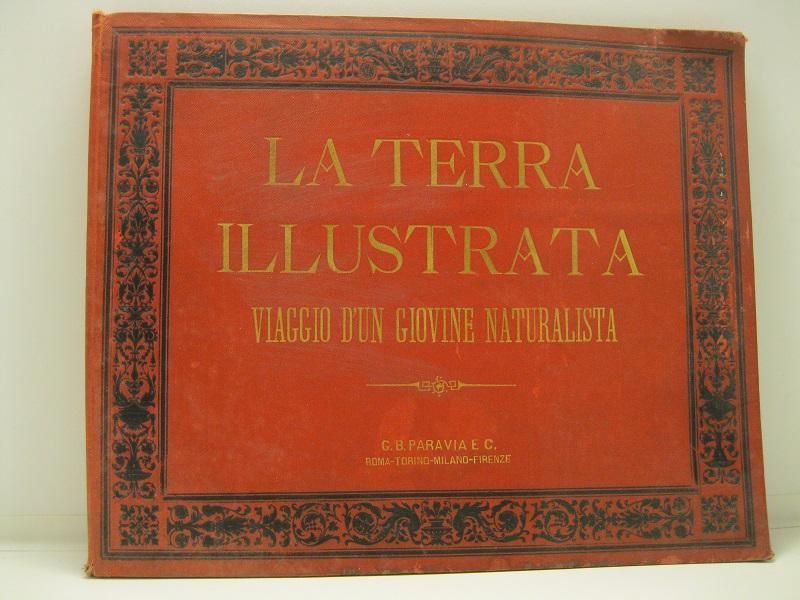 LA TERRA
ILLUSTRATA
VIAGGIO D'UN GIOVINE NATURALISTA
G. B. PARAVIA E C.
ROMA-TORINO-MILANO-FIRENZE